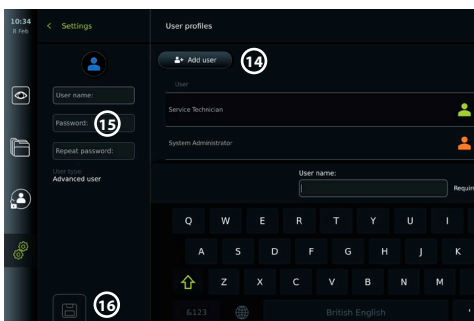 10:34
8 Feb
Settings
User profiles
Add user
14
User
User name:
Service Technician
Password:
15
Repeat password:
System Administrator
User type:
Advanced user
User name:
Requir
Q W E R T Y U I
A S D F G H J K
Z X C V B N M
16
&123
British English